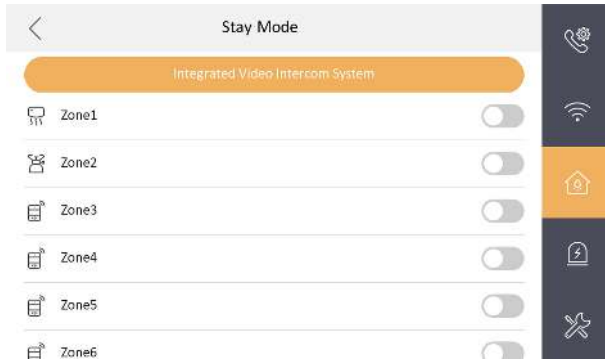 Stay Mode
Integrated Video Intercom System
Zone1
Zone2
Zone3
Zone4
Zone5
Zone6